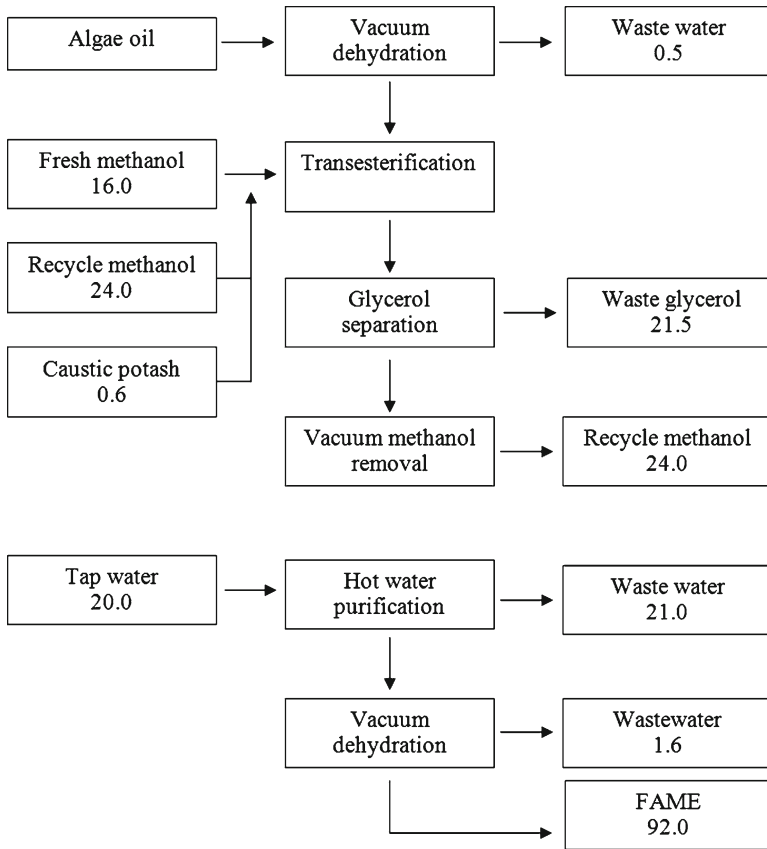 Algae oil
Vacuum
dehydration
Waste water
0.5
Fresh methanol
16.0
Transesterification
Recycle methanol
24.0
Glycerol
separation
Waste glycerol
21.5
Caustic potash
0.6
Vacuum methanol
removal
Recycle methanol
24.0
Tap water
20.0
Hot water
purification
Waste water
21.0
Vacuum
dehydration
Wastewater
1.6
FAME
92.0